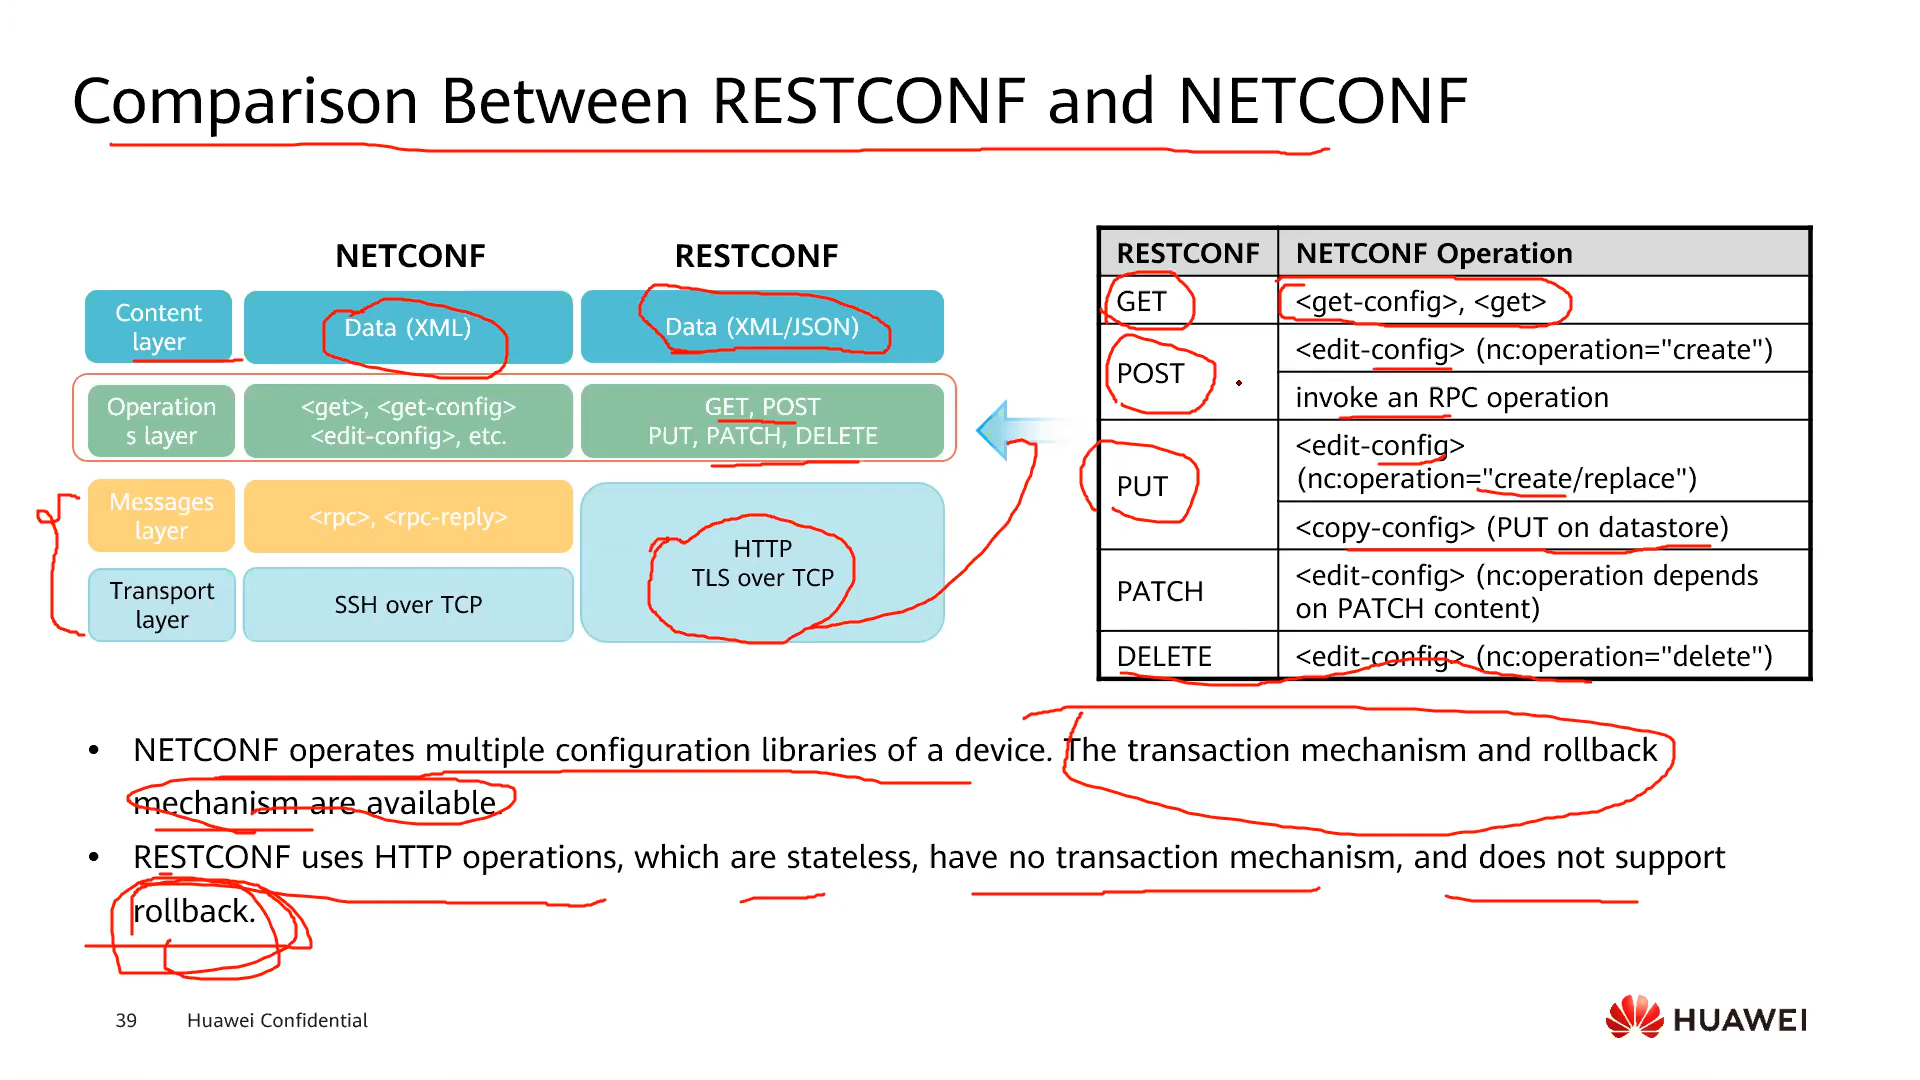 Comparison Between RESTCONF and NETCONF
NETCONF
RESTCONF
Content
layer
Data (XML)
Data (XML/JSON)
Operation
s layer
<get>, <get-config>
<edit-config>, etc.
GET, POST
PUT, PATCH, DELETE
Messages
layer
<rpc>, <rpc-reply>
HTTP
TLS over TCP
Transport
layer
SSH over TCP
RESTCONF
NETCONF Operation
GET
<get-config>, <get>
POST
<edit-config> (nc:operation="create")
invoke an RPC operation
PUT
<edit-config>
(nc:operation="create/replace")
<copy-config> (PUT on datastore)
PATCH
<edit-config> (nc:operation depends
on PATCH content)
DELETE
<edit-config> (nc:operation="delete")
• NETCONF operates multiple configuration libraries of a device. The transaction mechanism and rollback
mechanism are available.
• RESTCONF uses HTTP operations, which are stateless, have no transaction mechanism, and does not support
rollback.
39
Huawei Confidential
HUAWEI